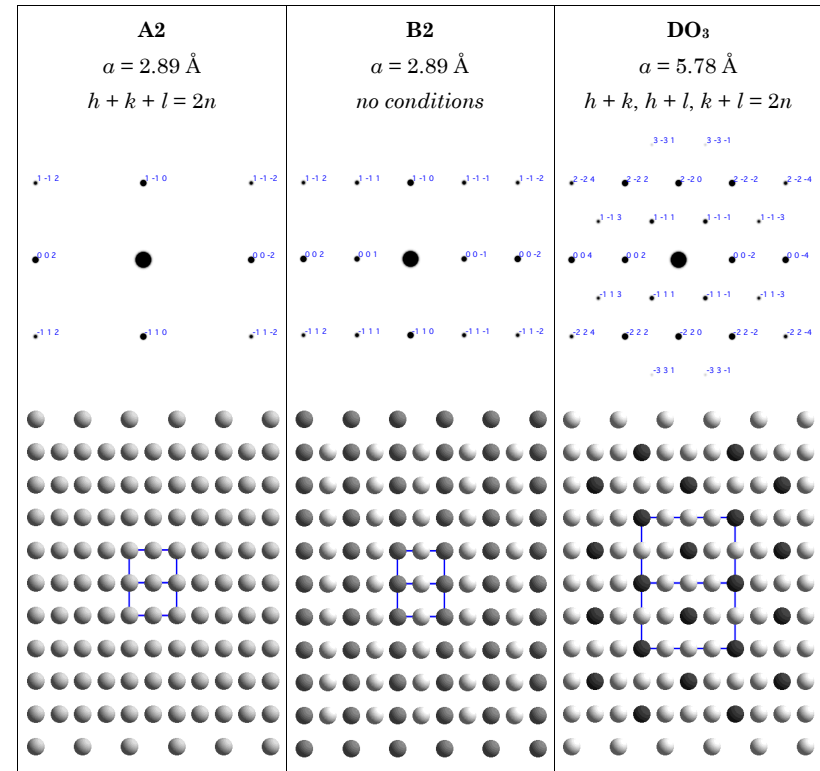 A2
B2
DO₃
a = 2.89 Å
a = 2.89 Å
a = 5.78 Å
h + k + l = 2n
no conditions
h + k, h + l, k + l = 2n
3 -3 1
3 -3 -1
1 -1 2
1 -1 0
1 -1 -2
1 -1 2
1 -1 1
1 -1 0
1 -1 -1
1 -1 -2
2 -2 4
2 -2 2
2 -2 0
2 -2 -2
2 -2 -4
1 -1 3
1 -1 1
1 -1 -1
1 -1 -3
0 0 2
0 0 -2
0 0 2
0 0 1
0 0 -1
0 0 -2
0 0 4
0 0 2
0 0 -2
0 0 -4
-1 1 3
-1 1 1
-1 1 -1
-1 1 -3
-1 1 2
-1 1 0
-1 1 -2
-1 1 2
-1 1 1
-1 1 0
-1 1 -1
-1 1 -2
-2 2 4
-2 2 2
-2 2 0
-2 2 -2
-2 2 -4
-3 3 1
-3 3 -1